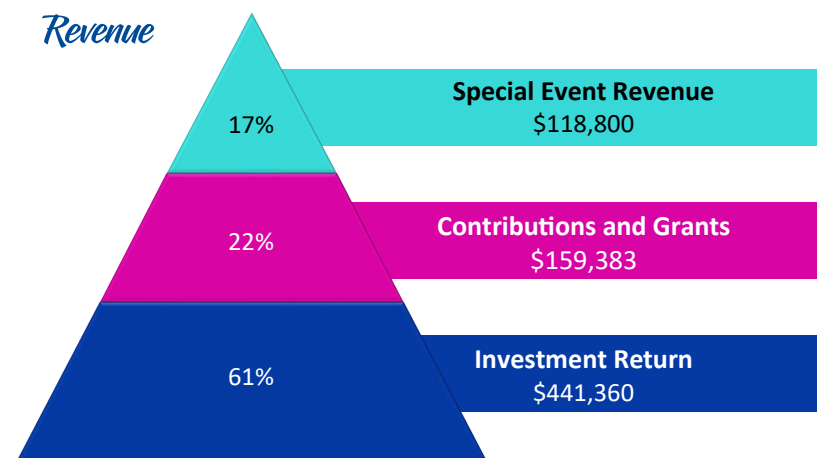 Revenue
17%
Special Event Revenue
$118,800
22%
Contributions and Grants
$159,383
61%
Investment Return
$441,360